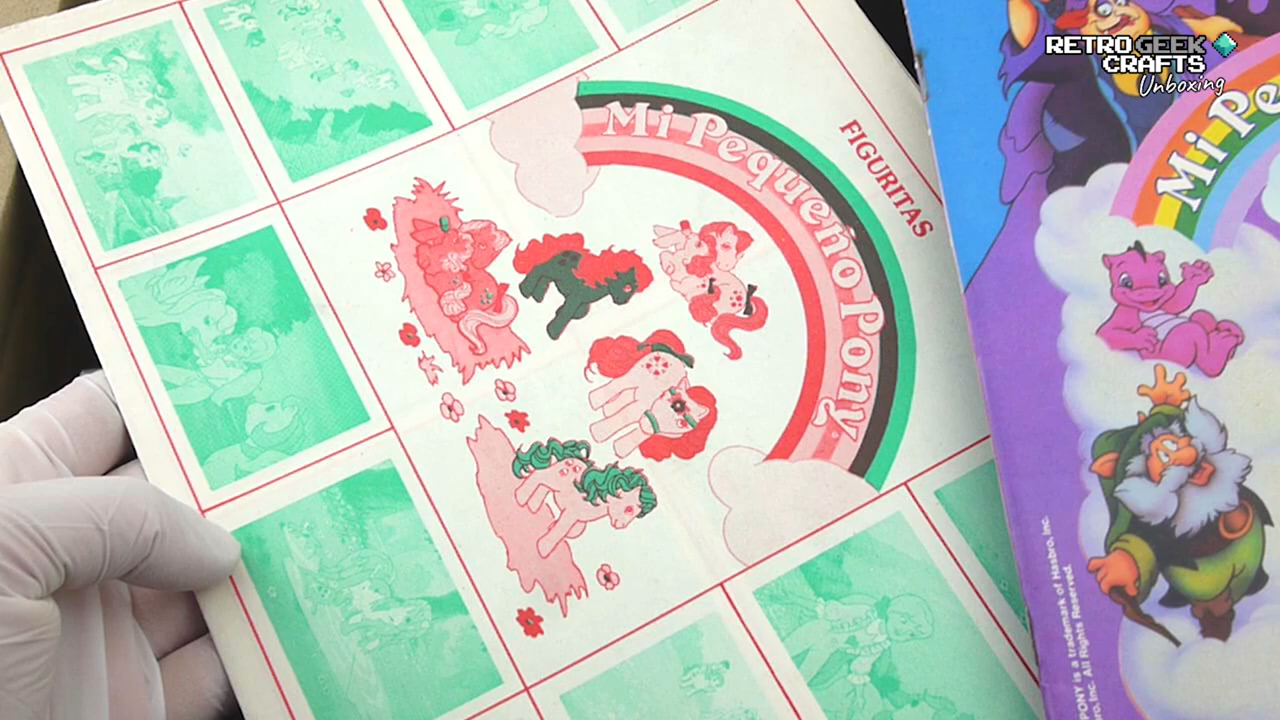 RETRO GEEK
CRAFTS
Unboxing
Mi Pequeño Pony
FIGURITAS
Mi Pe
PONY is a trademark of Hasbro, Inc.
ro, Inc. All Rights Reserved.